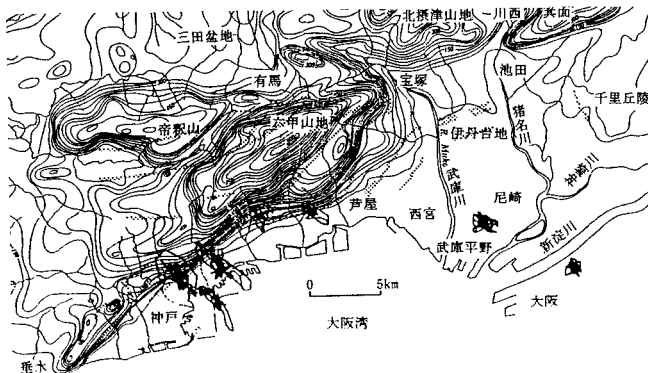 北摂津山地
川西
箕面
三田盆地
有馬
宝塚
池田
千里丘陵
帝釈山
六甲山地
伊丹台地
猪名川
R. Muko
武庫川
神崎川
芦屋
西宮
尼崎
新淀川
武庫平野
0 5km
大阪
神戸
大阪湾
垂水